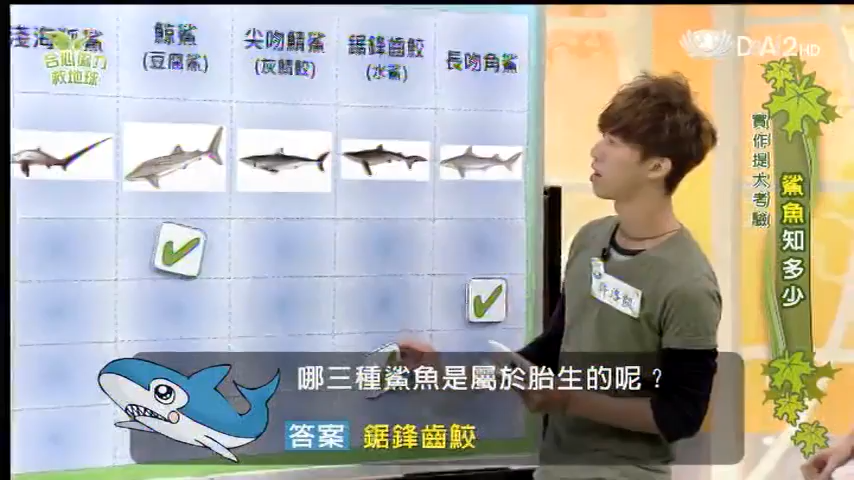 淺海狐鯊
鯨鯊
(豆腐鯊)
尖吻鯖鯊
(灰鯖鮫)
鋸鋒齒鮫
(水鯊)
長吻角鯊
合心協力
救地球
DA2HD
實作提大考驗
鯊魚知多少
哪三種鯊魚是屬於胎生的呢？
答案 鋸鋒齒鮫